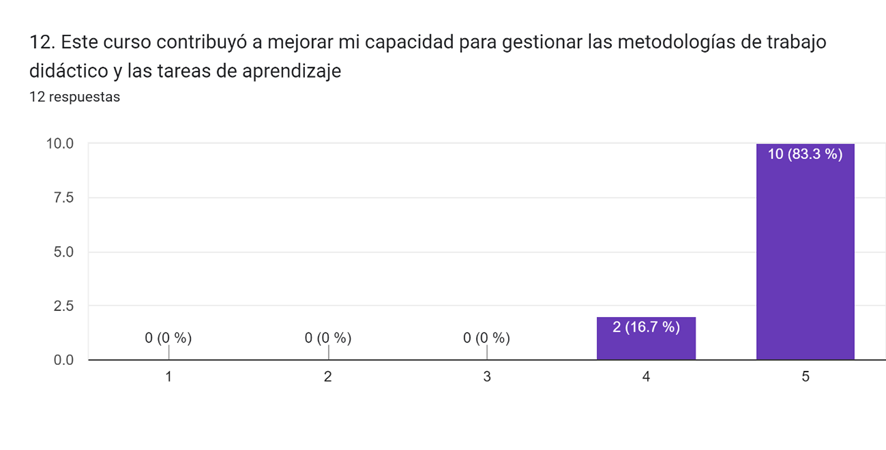 12. Este curso contribuyó a mejorar mi capacidad para gestionar las metodologías de trabajo
didáctico y las tareas de aprendizaje
12 respuestas
10.0
10 (83.3 %)
7.5
5.0
2.5
2 (16.7 %)
0 (0 %) 0 (0 %) 0 (0 %)
0.0
1 2 3 4 5